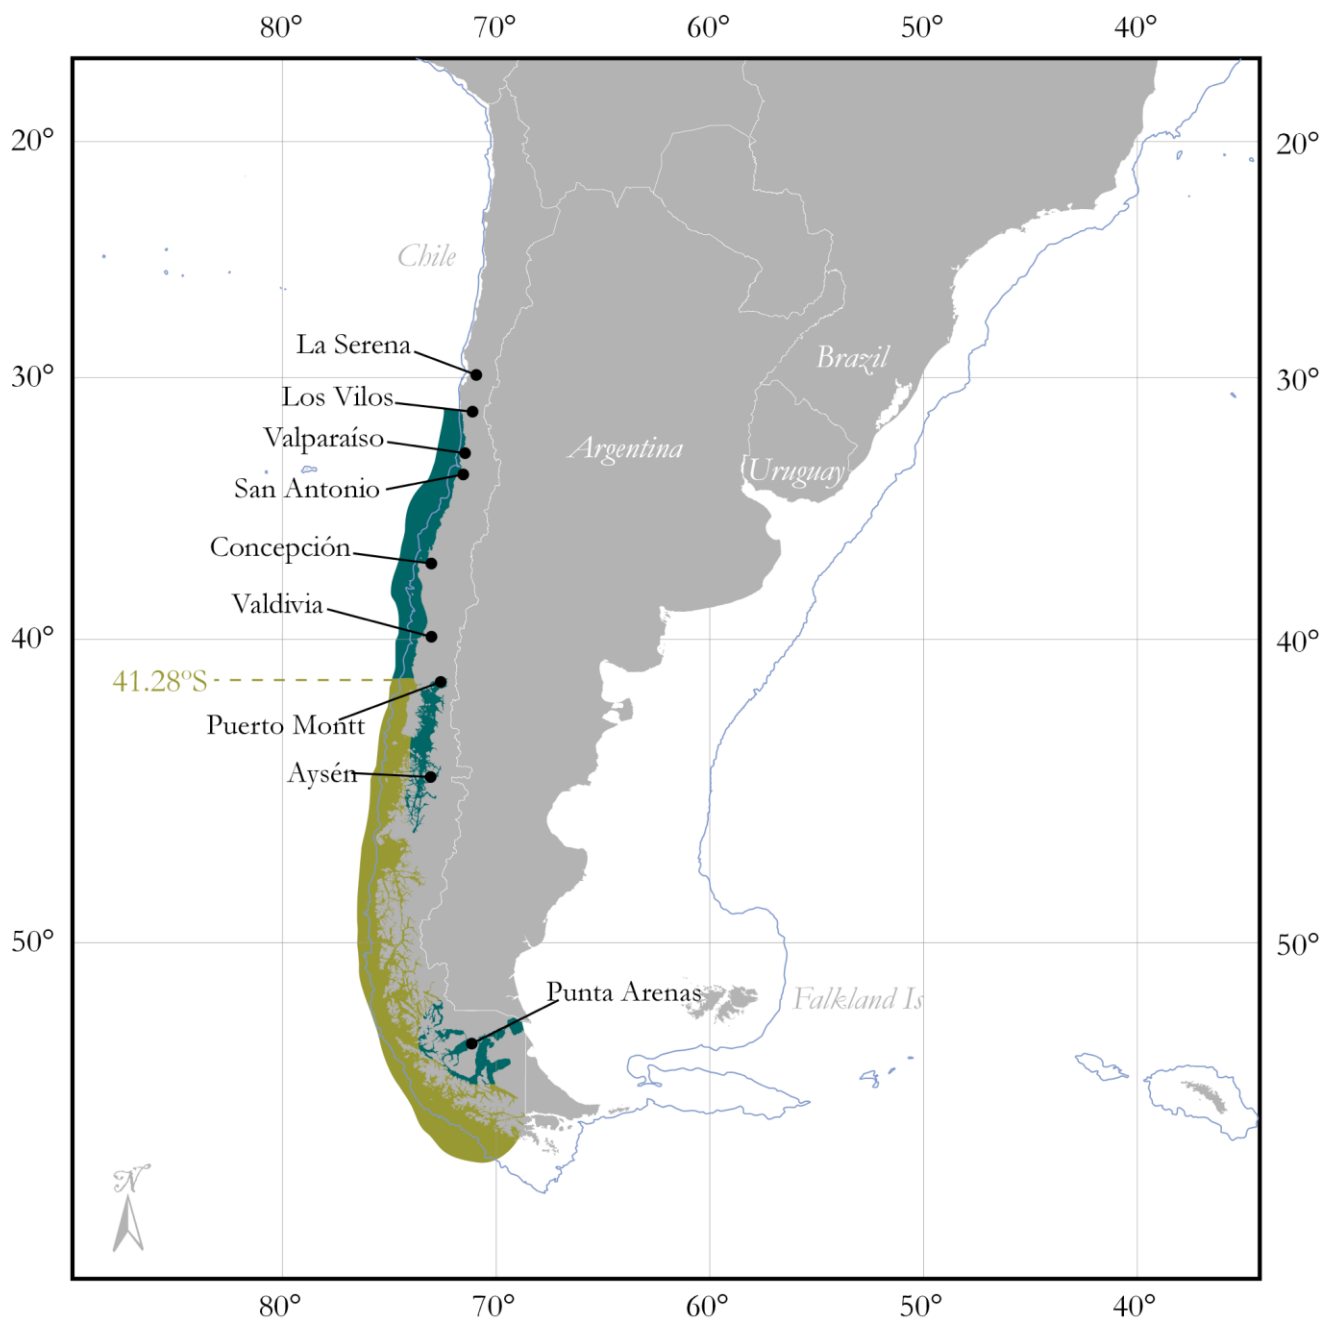 80° 70° 60° 50° 40°
20° 20°
Chile
La Serena
Brazil
30° 30°
Los Vilos
Valparaíso
Argentina
Uruguay
San Antonio
Concepción
Valdivia
40° 40°
41.28°S
Puerto Montt
Aysén
50° 50°
Punta Arenas
Falkland Is
N
80° 70° 60° 50° 40°